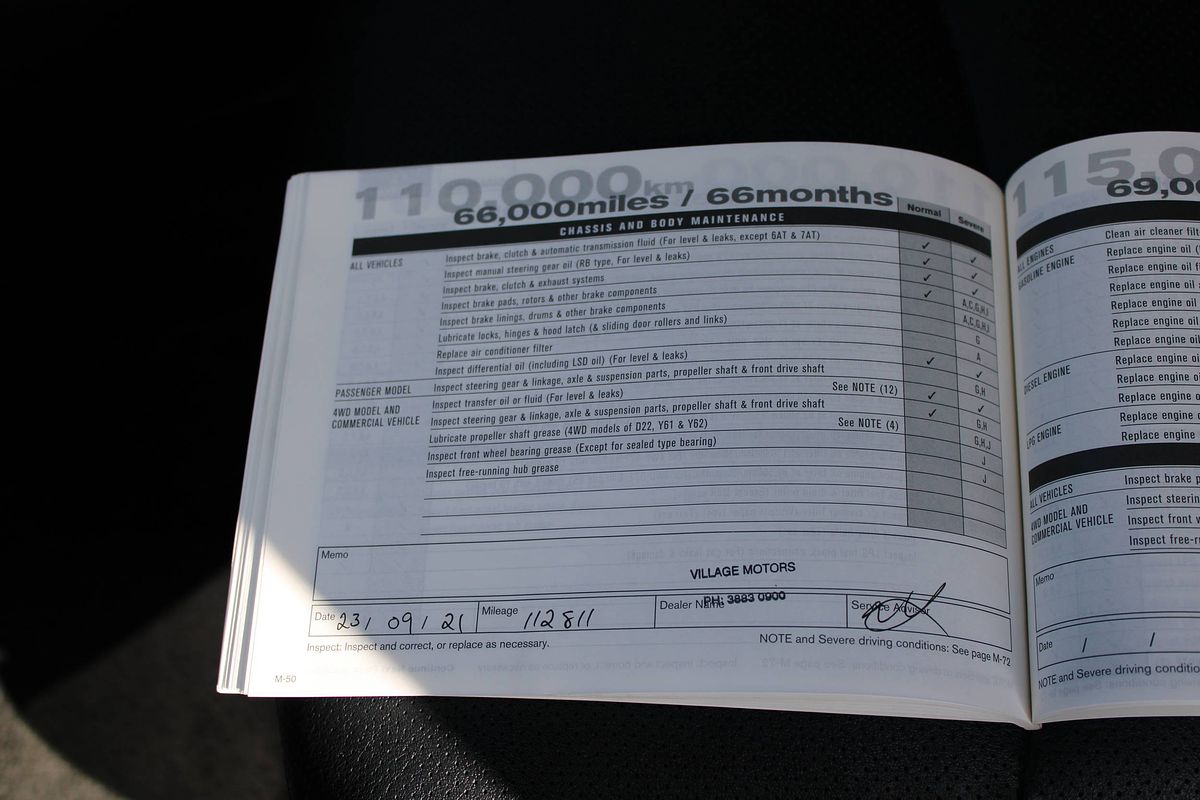 110,000km
66,000miles / 66months
Normal Severe
CHASSIS AND BODY MAINTENANCE
ALL VEHICLES
Inspect brake, clutch & automatic transmission fluid (For level & leaks, except 6AT & 7AT) ✓ ✓
Inspect manual steering gear oil (RB type, For level & leaks) ✓ ✓
Inspect brake, clutch & exhaust systems ✓ ✓
Inspect brake pads, rotors & other brake components ✓ A,C,G,H,J
Inspect brake linings, drums & other brake components A,C,G,H,J
Lubricate locks, hinges & hood latch (& sliding door rollers and links) G
Replace air conditioner filter A
Inspect differential oil (including LSD oil) (For level & leaks) ✓ ✓
PASSENGER MODEL
Inspect steering gear & linkage, axle & suspension parts, propeller shaft & front drive shaft G,H
4WD MODEL AND
COMMERCIAL VEHICLE
Inspect transfer oil or fluid (For level & leaks) See NOTE (12) ✓ ✓
Inspect steering gear & linkage, axle & suspension parts, propeller shaft & front drive shaft ✓ G,H
Lubricate propeller shaft grease (4WD models of D22, Y61 & Y62) See NOTE (4) G,H,J
Inspect front wheel bearing grease (Except for sealed type bearing) J
Inspect free-running hub grease J
Memo
VILLAGE MOTORS
PH: 3883 0900
Date 23 / 09 / 21
Mileage 112811
Dealer Name
Service Advisor
Inspect: Inspect and correct, or replace as necessary.
NOTE and Severe driving conditions: See page M-72
M-50
115,0
69,00
ALL ENGINES
Clean air cleaner filt
GASOLINE ENGINE
Replace engine oil (
Replace engine oil (
Replace engine oil
Replace engine oil
Replace engine oil
Replace engine oil
DIESEL ENGINE
Replace engine oi
Replace engine oi
Replace engine oi
LPG ENGINE
Replace engine oi
Replace engine
ALL VEHICLES
Inspect brake p
4WD MODEL AND
COMMERCIAL VEHICLE
Inspect steerin
Inspect front w
Inspect free-r
Memo
Date / /
NOTE and Severe driving conditio